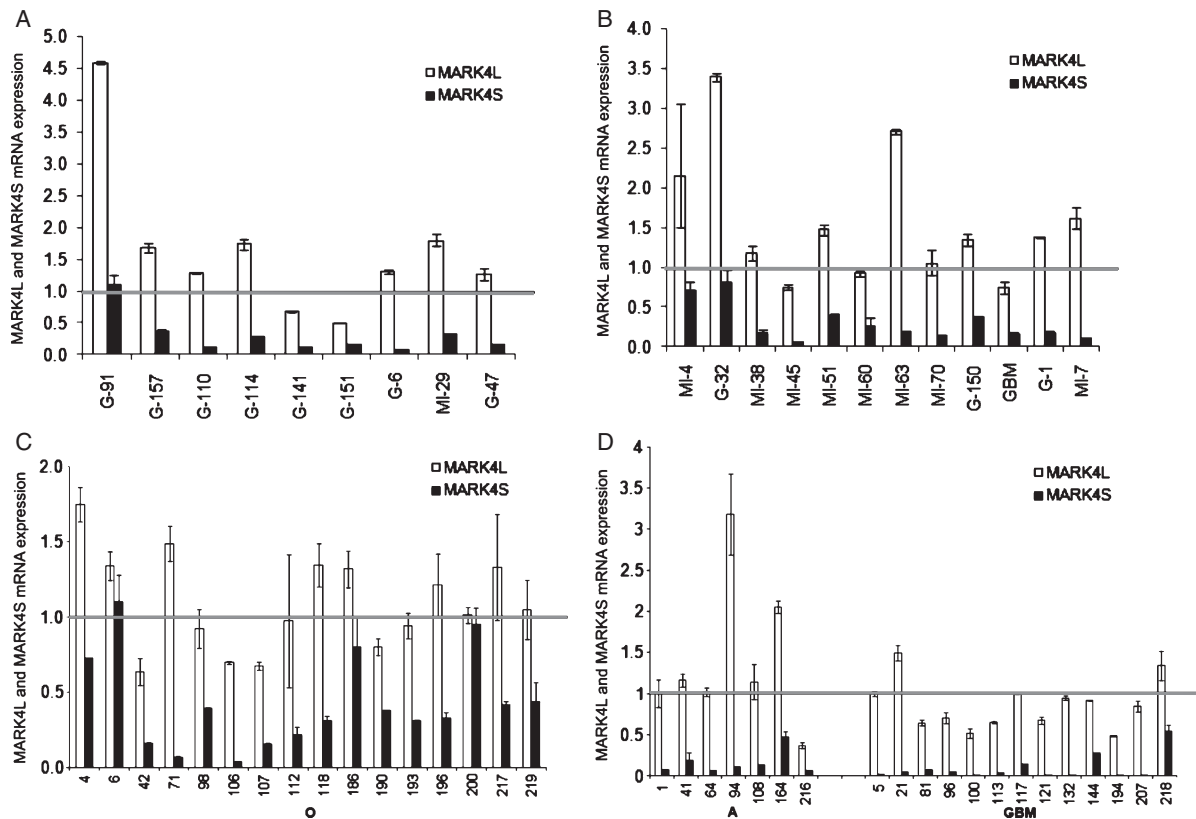 A
MARK4L and MARK4S mRNA expression
5.0
4.5
4.0
3.5
3.0
2.5
2.0
1.5
1.0
0.5
0.0
MARK4L
MARK4S
G-91
G-157
G-110
G-114
G-141
G-151
G-6
MI-29
G-47
B
MARK4L and MARK4S mRNA expression
4.0
3.5
3.0
2.5
2.0
1.5
1.0
0.5
0.0
MARK4L
MARK4S
MI-4
G-32
MI-38
MI-45
MI-51
MI-60
MI-63
MI-70
G-150
GBM
G-1
MI-7
C
MARK4L and MARK4S mRNA expression
2.0
1.5
1.0
0.5
0.0
MARK4L
MARK4S
4
6
42
71
98
106
107
112
118
186
190
193
196
200
217
219
O
D
MARK4L and MARK4S mRNA expression
4
3.5
3
2.5
2
1.5
1
0.5
0
MARK4L
MARK4S
1
41
64
94
108
164
216
A
5
21
81
96
100
113
117
121
132
144
194
207
218
GBM